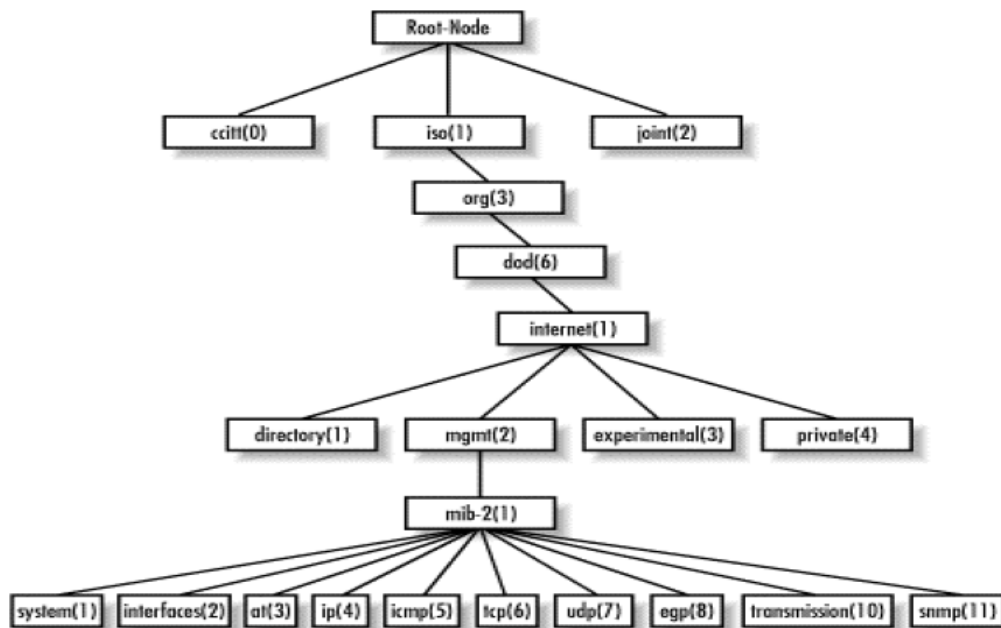 Root-Node
ccitt(0) iso(1) joint(2)
org(3)
dod(6)
internet(1)
directory(1) mgmt(2) experimental(3) private(4)
mib-2(1)
system(1) interfaces(2) at(3) ip(4) icmp(5) tcp(6) udp(7) egp(8) transmission(10) snmp(11)